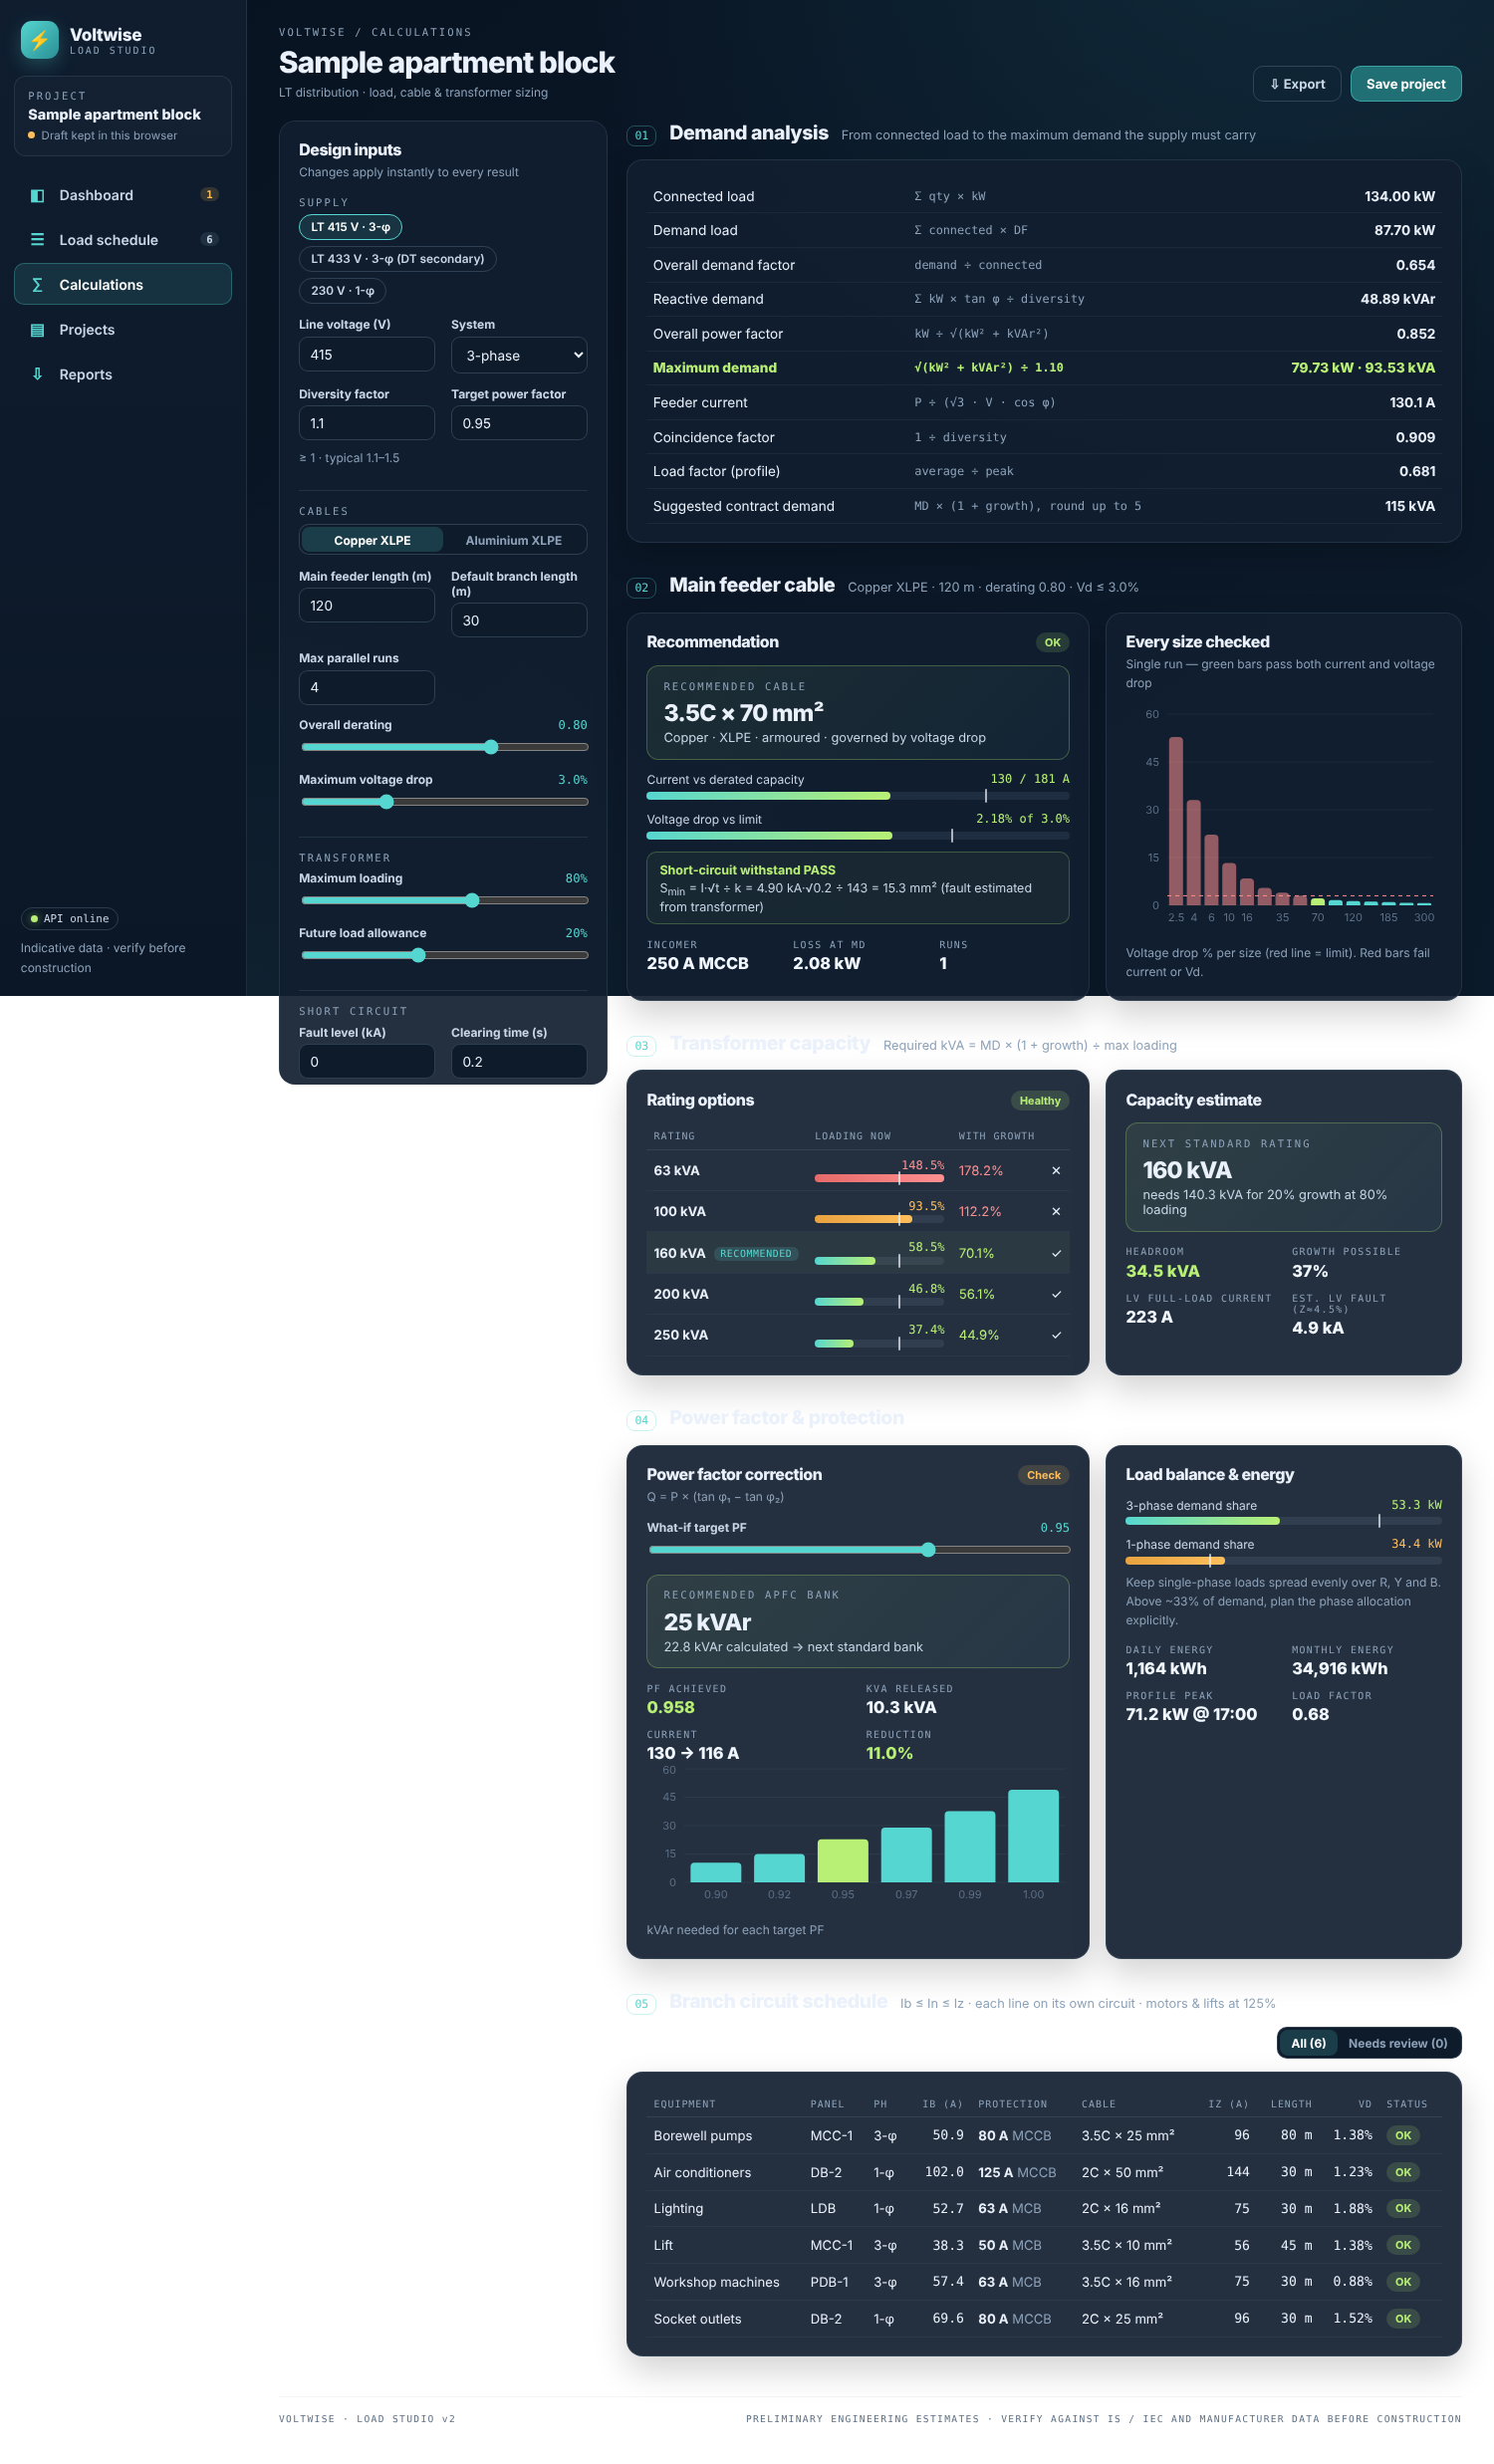 Voltwise
LOAD STUDIO
PROJECT
Sample apartment block
Draft kept in this browser
Dashboard 1
Load schedule 6
Calculations
Projects
Reports
API online
Indicative data · verify before
construction
VOLTWISE / CALCULATIONS
Sample apartment block
LT distribution · load, cable & transformer sizing
Export
Save project
Design inputs
Changes apply instantly to every result
SUPPLY
LT 415 V · 3-φ
LT 433 V · 3-φ (DT secondary)
230 V · 1-φ
Line voltage (V) System
415 3-phase
Diversity factor Target power factor
1.1 0.95
≥ 1 · typical 1.1–1.5
CABLES
Copper XLPE Aluminium XLPE
Main feeder length (m) Default branch length
(m)
120 30
Max parallel runs
4
Overall derating 0.80
Maximum voltage drop 3.0%
TRANSFORMER
Maximum loading 80%
Future load allowance 20%
SHORT CIRCUIT
Fault level (kA) Clearing time (s)
0 0.2
01 Demand analysis From connected load to the maximum demand the supply must carry
Connected load Σ qty × kW 134.00 kW
Demand load Σ connected × DF 87.70 kW
Overall demand factor demand ÷ connected 0.654
Reactive demand Σ kW × tan φ ÷ diversity 48.89 kVAr
Overall power factor kW ÷ √(kW² + kVAr²) 0.852
Maximum demand √(kW² + kVAr²) ÷ 1.10 79.73 kW · 93.53 kVA
Feeder current P ÷ (√3 · V · cos φ) 130.1 A
Coincidence factor 1 ÷ diversity 0.909
Load factor (profile) average ÷ peak 0.681
Suggested contract demand MD × (1 + growth), round up to 5 115 kVA
02 Main feeder cable Copper XLPE · 120 m · derating 0.80 · Vd ≤ 3.0%
Recommendation OK
RECOMMENDED CABLE
3.5C × 70 mm²
Copper · XLPE · armoured · governed by voltage drop
Current vs derated capacity 130 / 181 A
Voltage drop vs limit 2.18% of 3.0%
Short-circuit withstand PASS
Smin = I·√t ÷ k = 4.90 kA·√0.2 ÷ 143 = 15.3 mm² (fault estimated
from transformer)
INCOMER LOSS AT MD RUNS
250 A MCCB 2.08 kW 1
Every size checked
Single run — green bars pass both current and voltage
drop
60
45
30
15
0
2.5 4 6 10 16 35 70 120 185 300
Voltage drop % per size (red line = limit). Red bars fail
current or Vd.
03 Transformer capacity Required kVA = MD × (1 + growth) ÷ max loading
Rating options Healthy
RATING LOADING NOW WITH GROWTH
63 kVA 148.5% 178.2% ✕
100 kVA 93.5% 112.2% ✕
160 kVA RECOMMENDED 58.5% 70.1% ✓
200 kVA 46.8% 56.1% ✓
250 kVA 37.4% 44.9% ✓
Capacity estimate
NEXT STANDARD RATING
160 kVA
needs 140.3 kVA for 20% growth at 80%
loading
HEADROOM GROWTH POSSIBLE
34.5 kVA 37%
LV FULL-LOAD CURRENT EST. LV FAULT
(Z≈4.5%)
223 A 4.9 kA
04 Power factor & protection
Power factor correction Check
Q = P × (tan φ₁ − tan φ₂)
What-if target PF 0.95
RECOMMENDED APFC BANK
25 kVAr
22.8 kVAr calculated → next standard bank
PF ACHIEVED KVA RELEASED
0.958 10.3 kVA
CURRENT REDUCTION
130 → 116 A 11.0%
60
45
30
15
0
0.90 0.92 0.95 0.97 0.99 1.00
kVAr needed for each target PF
Load balance & energy
3-phase demand share 53.3 kW
1-phase demand share 34.4 kW
Keep single-phase loads spread evenly over R, Y and B.
Above ~33% of demand, plan the phase allocation
explicitly.
DAILY ENERGY MONTHLY ENERGY
1,164 kWh 34,916 kWh
PROFILE PEAK LOAD FACTOR
71.2 kW @ 17:00 0.68
05 Branch circuit schedule Ib ≤ In ≤ Iz · each line on its own circuit · motors & lifts at 125%
All (6) Needs review (0)
EQUIPMENT PANEL PH IB (A) PROTECTION CABLE IZ (A) LENGTH VD STATUS
Borewell pumps MCC-1 3-φ 50.9 80 A MCCB 3.5C × 25 mm² 96 80 m 1.38% OK
Air conditioners DB-2 1-φ 102.0 125 A MCCB 2C × 50 mm² 144 30 m 1.23% OK
Lighting LDB 1-φ 52.7 63 A MCB 2C × 16 mm² 75 30 m 1.88% OK
Lift MCC-1 3-φ 38.3 50 A MCB 3.5C × 10 mm² 56 45 m 1.38% OK
Workshop machines PDB-1 3-φ 57.4 63 A MCB 3.5C × 16 mm² 75 30 m 0.88% OK
Socket outlets DB-2 1-φ 69.6 80 A MCCB 2C × 25 mm² 96 30 m 1.52% OK
VOLTWISE · LOAD STUDIO v2
PRELIMINARY ENGINEERING ESTIMATES · VERIFY AGAINST IS / IEC AND MANUFACTURER DATA BEFORE CONSTRUCTION